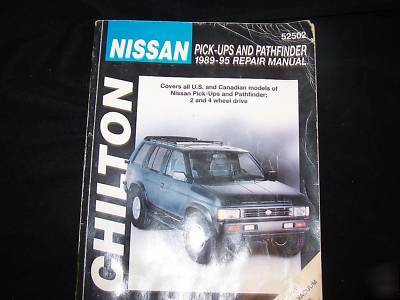 52502
NISSAN
PICK-UPS AND PATHFINDER
1989-95 REPAIR MANUAL
Covers all U.S. and Canadian models of
Nissan Pick-Ups and Pathfinder;
2 and 4 wheel drive
CHILTON
VACUUM